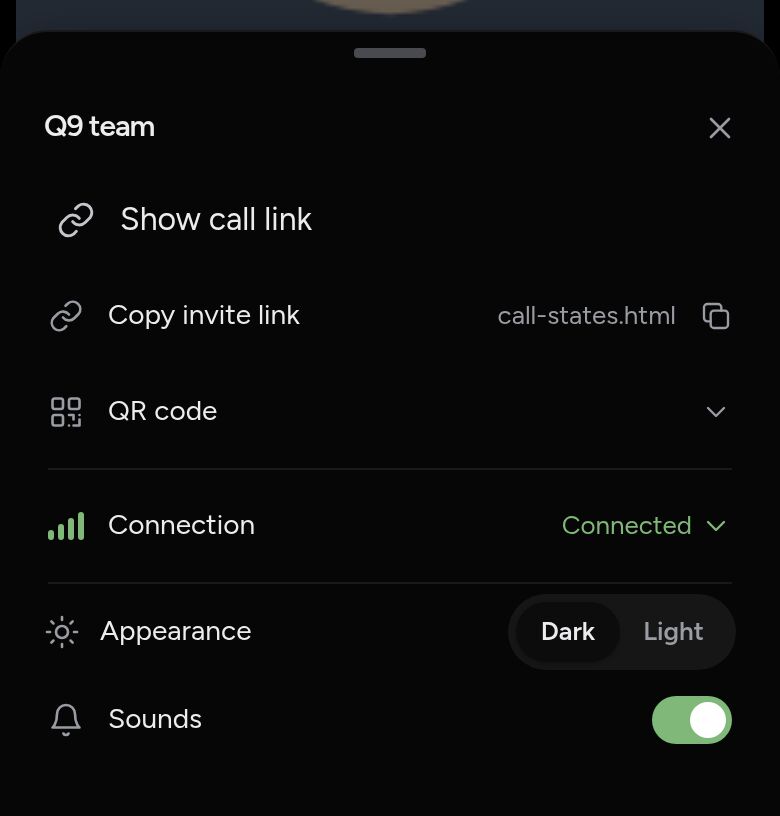 Q9 team
Show call link
Copy invite link call-states.html
QR code
Connection Connected
Appearance Dark Light
Sounds